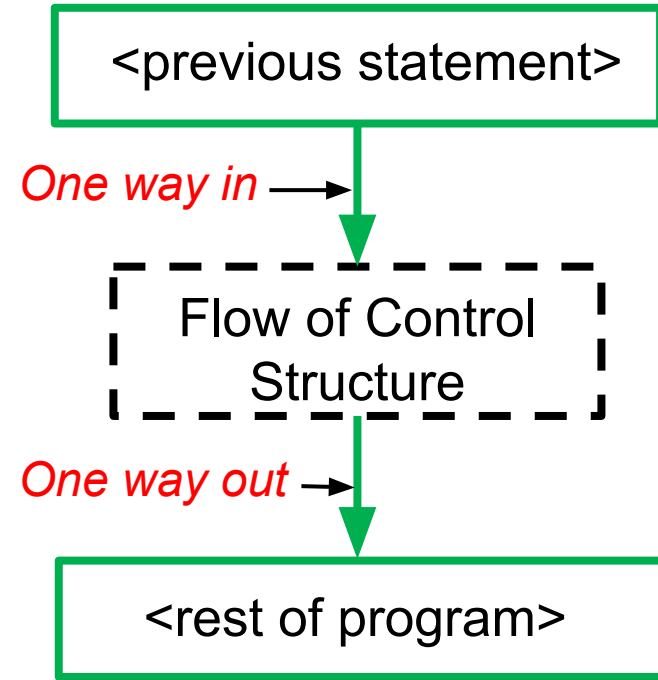 <previous statement>
One way in
Flow of Control
Structure
One way out
<rest of program>